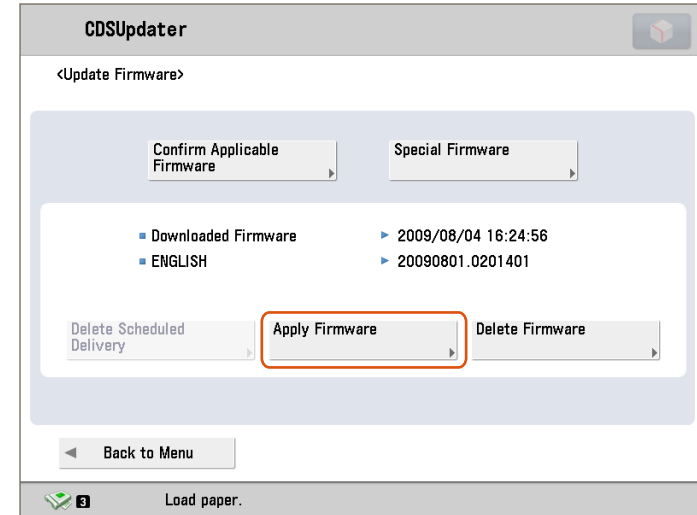 CDSUpdater
<Update Firmware>
Confirm Applicable
Firmware
Special Firmware
Downloaded Firmware
2009/08/04 16:24:56
ENGLISH
20090801.0201401
Delete Scheduled
Delivery
Apply Firmware
Delete Firmware
Back to Menu
3
Load paper.